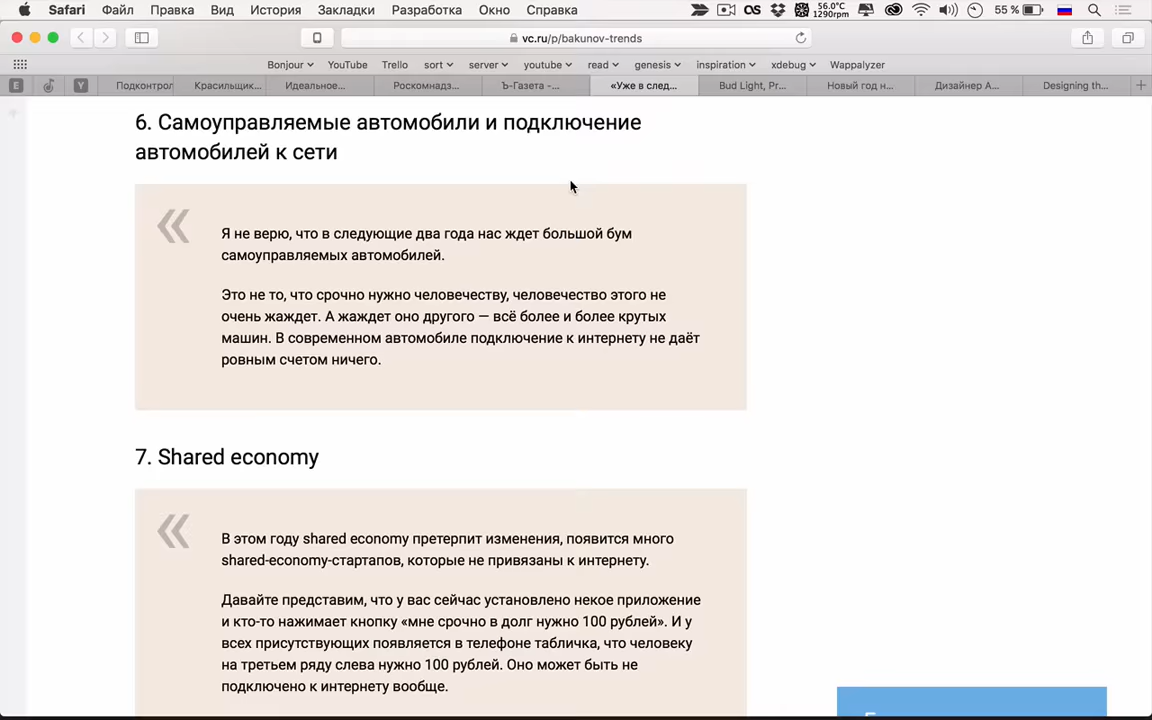 Safari Файл Правка Вид История Закладки Разработка Окно Справка 56.0°C 1290rpm 55 %
vc.ru/p/bakunov-trends
Bonjour YouTube Trello sort server youtube read genesis inspiration xdebug Wappalyzer
E Y Подконтрол Красильщик... Идеальное... Роскомнадз... Ъ-Газета -... «Уже в след... Bud Light, Pr... Новый год н... Дизайнер А... Designing th...
6. Самоуправляемые автомобили и подключение
автомобилей к сети
«
Я не верю, что в следующие два года нас ждет большой бум
самоуправляемых автомобилей.
Это не то, что срочно нужно человечеству, человечество этого не
очень жаждет. А жаждет оно другого — всё более и более крутых
машин. В современном автомобиле подключение к интернету не даёт
ровным счетом ничего.
7. Shared economy
«
В этом году shared economy претерпит изменения, появится много
shared-economy-стартапов, которые не привязаны к интернету.
Давайте представим, что у вас сейчас установлено некое приложение
и кто-то нажимает кнопку «мне срочно в долг нужно 100 рублей». И у
всех присутствующих появляется в телефоне табличка, что человеку
на третьем ряду слева нужно 100 рублей. Оно может быть не
подключено к интернету вообще.